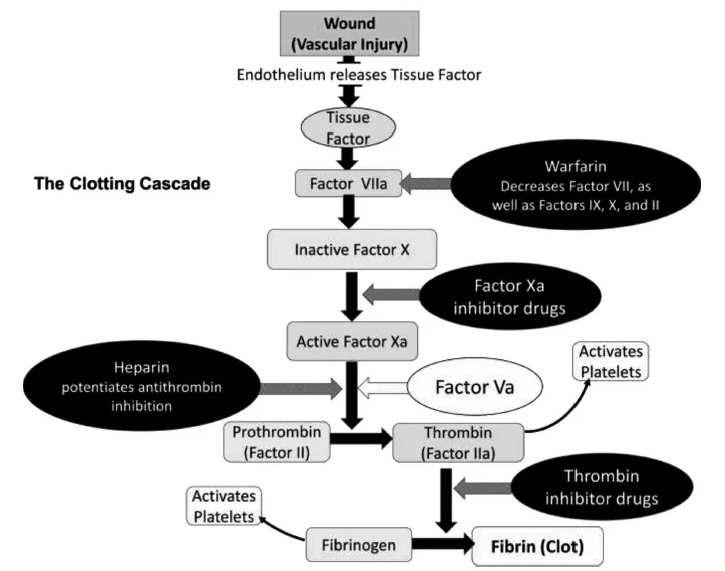 Wound
(Vascular Injury)
Endothelium releases Tissue Factor
Tissue
Factor
The Clotting Cascade
Factor VIIa
Warfarin
Decreases Factor VII, as
well as Factors IX, X, and II
Inactive Factor X
Factor Xa
inhibitor drugs
Active Factor Xa
Heparin
potentiates antithrombin
inhibition
Factor Va
Activates
Platelets
Prothrombin
(Factor II)
Thrombin
(Factor IIa)
Thrombin
inhibitor drugs
Activates
Platelets
Fibrinogen
Fibrin (Clot)